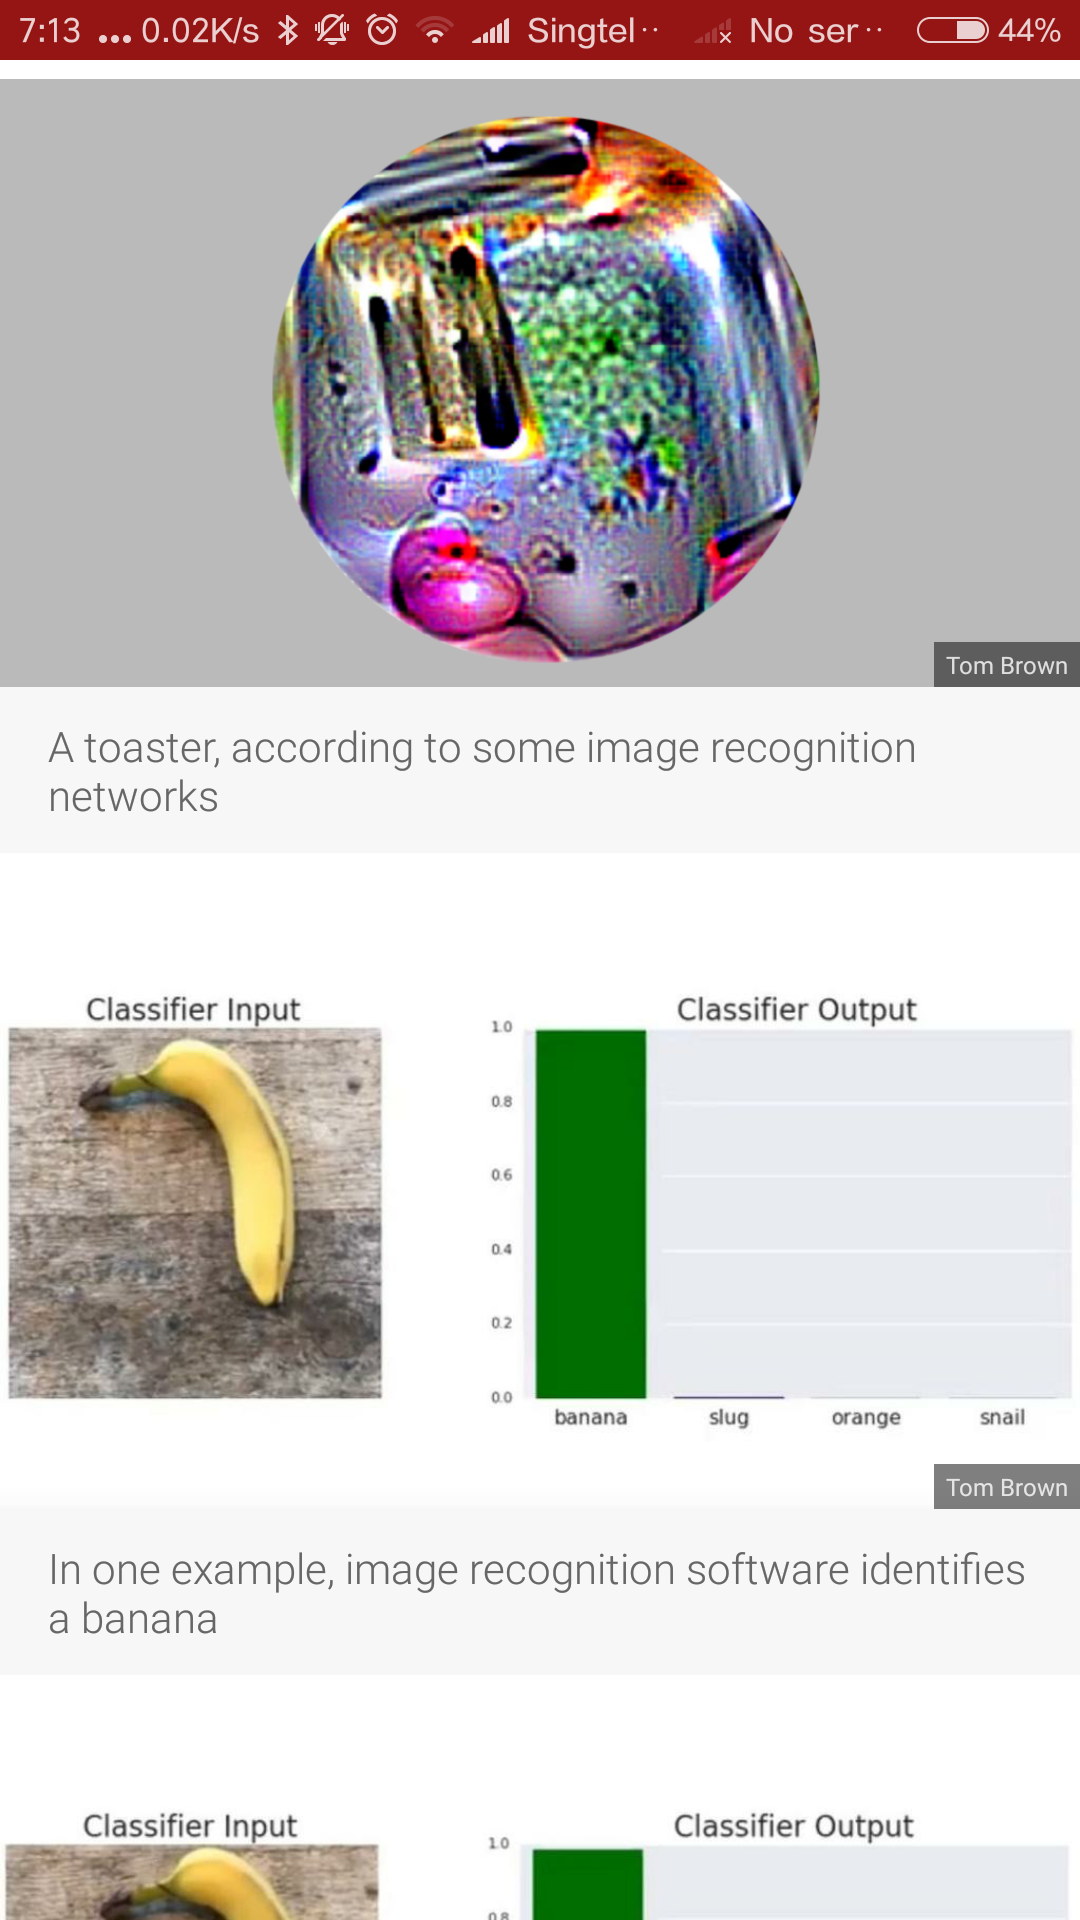 7:13 ... 0.02K/s Singtel·· No ser·· 44%
Tom Brown
A toaster, according to some image recognition
networks
Classifier Input
Classifier Output
1.0
0.8
0.6
0.4
0.2
0.0
banana slug orange snail
Tom Brown
In one example, image recognition software identifies
a banana
Classifier Input
Classifier Output
1.0
0.8